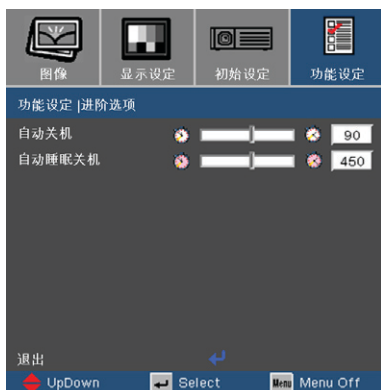 图像 显示设定 初始设定 功能设定
功能设定 |进阶选项
自动关机 90
自动睡眠关机 450
退出
UpDown Select Menu Menu Off